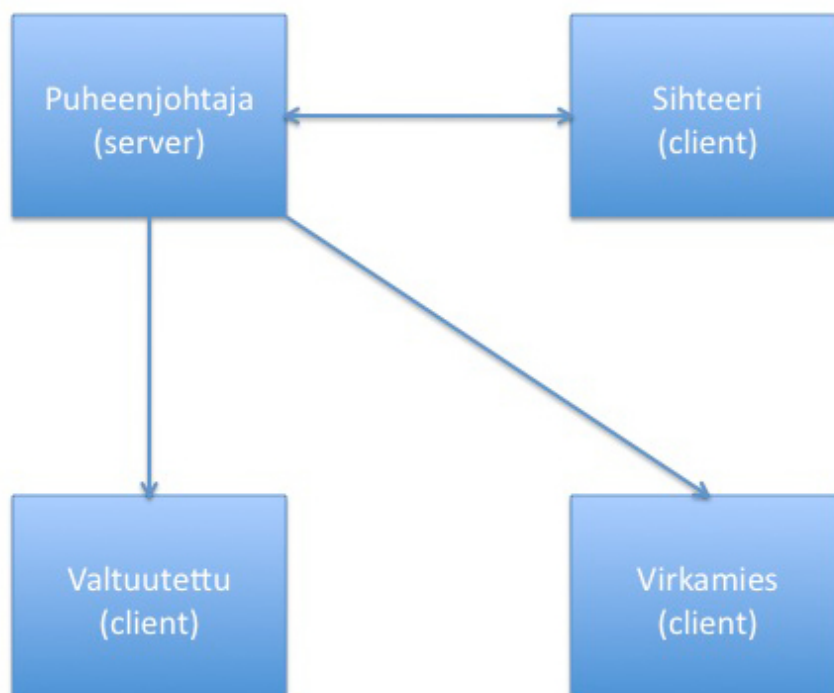 Puheenjohtaja
(server)
Sihteeri
(client)
Valtuutettu
(client)
Virkamies
(client)